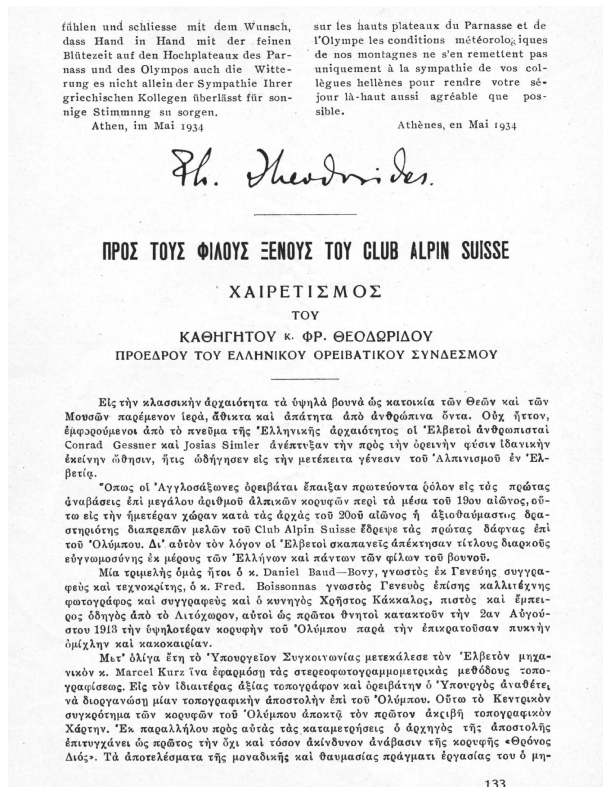 fühlen und schliesse mit dem Wunsch,
dass Hand in Hand mit der feinen
Blütezeit auf den Hochplateaux des Par-
nass und des Olympos auch die Witte-
rung es nicht allein der Sympathie Ihrer
griechischen Kollegen überlässt für son-
nige Stimmnng su sorgen.
Athen, im Mai 1934
sur les hauts plateaux du Parnasse et de
l'Olympe les conditions météorologiques
de nos montagnes ne s'en remettent pas
uniquement à la sympathie de vos col-
lègues hellènes pour rendre votre sé-
jour là-haut aussi agréable que pos-
sible.
Athènes, en Mai 1934
Ph. Theodorides.
ΠΡΟΣ ΤΟΥΣ ΦΙΛΟΥΣ ΞΕΝΟΥΣ ΤΟΥ CLUB ALPIN SUISSE
ΧΑΙΡΕΤΙΣΜΟΣ
ΤΟΥ
ΚΑΘΗΓΗΤΟΥ κ. ΦΡ. ΘΕΟΔΩΡΙΔΟΥ
ΠΡΟΕΔΡΟΥ ΤΟΥ ΕΛΛΗΝΙΚΟΥ ΟΡΕΙΒΑΤΙΚΟΥ ΣΥΝΔΕΣΜΟΥ
Εἰς τὴν κλασσικὴν ἀρχαιότητα τὰ ὑψηλὰ βουνὰ ὡς κατοικία τῶν Θεῶν καὶ τῶν
Μουσῶν παρέμενον ἱερά, ἄθικτα καὶ ἀπάτητα ἀπὸ ἀνθρώπινα ὄντα. Οὐχ ἧττον,
ἐμφορούμενοι ἀπὸ τὸ πνεῦμα τῆς Ἑλληνικῆς ἀρχαιότητος οἱ Ἑλβετοὶ ἀνθρωπισταὶ
Conrad Gessner καὶ Josias Simler ἀνέπτυξαν τὴν πρὸς τὴν ὀρεινὴν φύσιν ἰδανικὴν
ἐκείνην ὤθησιν, ἥτις ὡδήγησεν εἰς τὴν μετέπειτα γένεσιν τοῦ Ἀλπινισμοῦ ἐν Ἑλ-
βετίᾳ.
Ὅπως οἱ Ἀγγλοσάξωνες ὀρειβάται ἔπαιξαν πρωτεύοντα ρόλον εἰς τὰς πρώτας
ἀναβάσεις ἐπὶ μεγάλου ἀριθμοῦ ἀλπικῶν κορυφῶν περὶ τὰ μέσα τοῦ 19ου αἰῶνος, οὕ-
τω εἰς τὴν ἡμετέραν χώραν κατὰ τὰς ἀρχὰς τοῦ 20οῦ αἰῶνος ἡ ἀξιοθαύμαστος δρα-
στηριότης διαπρεπῶν μελῶν τοῦ Club Alpin Suisse ἔδρεψε τὰς πρώτας δάφνας ἐπὶ
τοῦ Ὀλύμπου. Δι' αὐτὸν τὸν λόγον οἱ Ἑλβετοὶ σκαπανεῖς ἀπέκτησαν τίτλους διαρκοῦς
εὐγνωμοσύνης ἐκ μέρους τῶν Ἑλλήνων καὶ πάντων τῶν φίλων τοῦ βουνοῦ.
Μία τριμελὴς ὁμὰς ἤτοι ὁ κ. Daniel Baud—Bovy, γνωστὸς ἐκ Γενεύης συγγρα-
φεὺς καὶ τεχνοκρίτης, ὁ κ. Fred. Boissonnas γνωστὸς Γενευὸς ἐπίσης καλλιτέχνης
φωτογράφος καὶ συγγραφεὺς καὶ ὁ κυνηγὸς Χρῆστος Κάκκαλος, πιστὸς καὶ ἔμπει-
ρος ὁδηγὸς ἀπὸ τὸ Λιτόχωρον, αὐτοὶ ὡς πρῶτοι θνητοὶ κατακτοῦν τὴν 2αν Αὐγού-
στου 1913 τὴν ὑψηλοτέραν κορυφὴν τοῦ Ὀλύμπου παρὰ τὴν ἐπικρατοῦσαν πυκνὴν
ὁμίχλην καὶ κακοκαιρίαν.
Μετ' ὀλίγα ἔτη τὸ Ὑπουργεῖον Συγκοινωνίας μετεκάλεσε τὸν Ἑλβετὸν μηχα-
νικὸν κ. Marcel Kurz ἵνα ἐφαρμόσῃ τὰς στερεοφωτογραμμομετρικὰς μεθόδους τοπο-
γραφίσεως. Εἰς τὸν ἰδιαιτέρας ἀξίας τοπογράφον καὶ ὀρειβάτην ὁ Ὑπουργὸς ἀναθέτει
νὰ διοργανώσῃ μίαν τοπογραφικὴν ἀποστολὴν ἐπὶ τοῦ Ὀλύμπου. Οὕτω τὸ Κεντρικὸν
συγκρότημα τῶν κορυφῶν τοῦ Ὀλύμπου ἀποκτᾷ τὸν πρῶτον ἀκριβῆ τοπογραφικὸν
Χάρτην. Ἐκ παραλλήλου πρὸς αὐτὰς τὰς καταμετρήσεις ὁ ἀρχηγὸς τῆς ἀποστολῆς
ἐπιτυγχάνει ὡς πρῶτος τὴν ὄχι καὶ τόσον ἀκίνδυνον ἀνάβασιν τῆς κορυφῆς «Θρόνος
Διός». Τὰ ἀποτελέσματα τῆς μοναδικῆς καὶ θαυμασίας πράγματι ἐργασίας του ὁ μη-
133